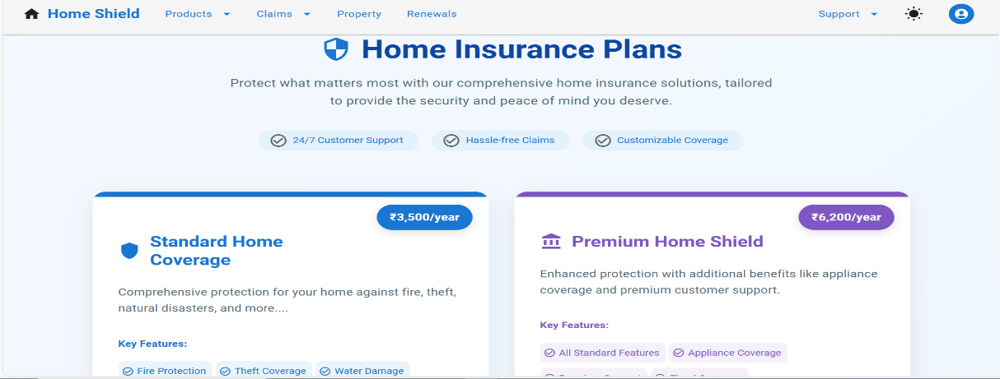 Home Shield Products Claims Property Renewals Support
Home Insurance Plans
Protect what matters most with our comprehensive home insurance solutions, tailored
to provide the security and peace of mind you deserve.
24/7 Customer Support Hassle-free Claims Customizable Coverage
₹3,500/year
Standard Home
Coverage
Comprehensive protection for your home against fire, theft,
natural disasters, and more....
Key Features:
Fire Protection Theft Coverage Water Damage
₹6,200/year
Premium Home Shield
Enhanced protection with additional benefits like appliance
coverage and premium customer support.
Key Features:
All Standard Features Appliance Coverage